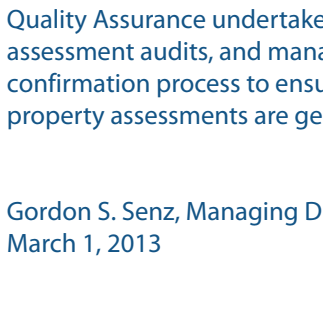 Quality Assurance undertake
assessment audits, and mana
confirmation process to ensu
property assessments are ge
Gordon S. Senz, Managing D
March 1, 2013